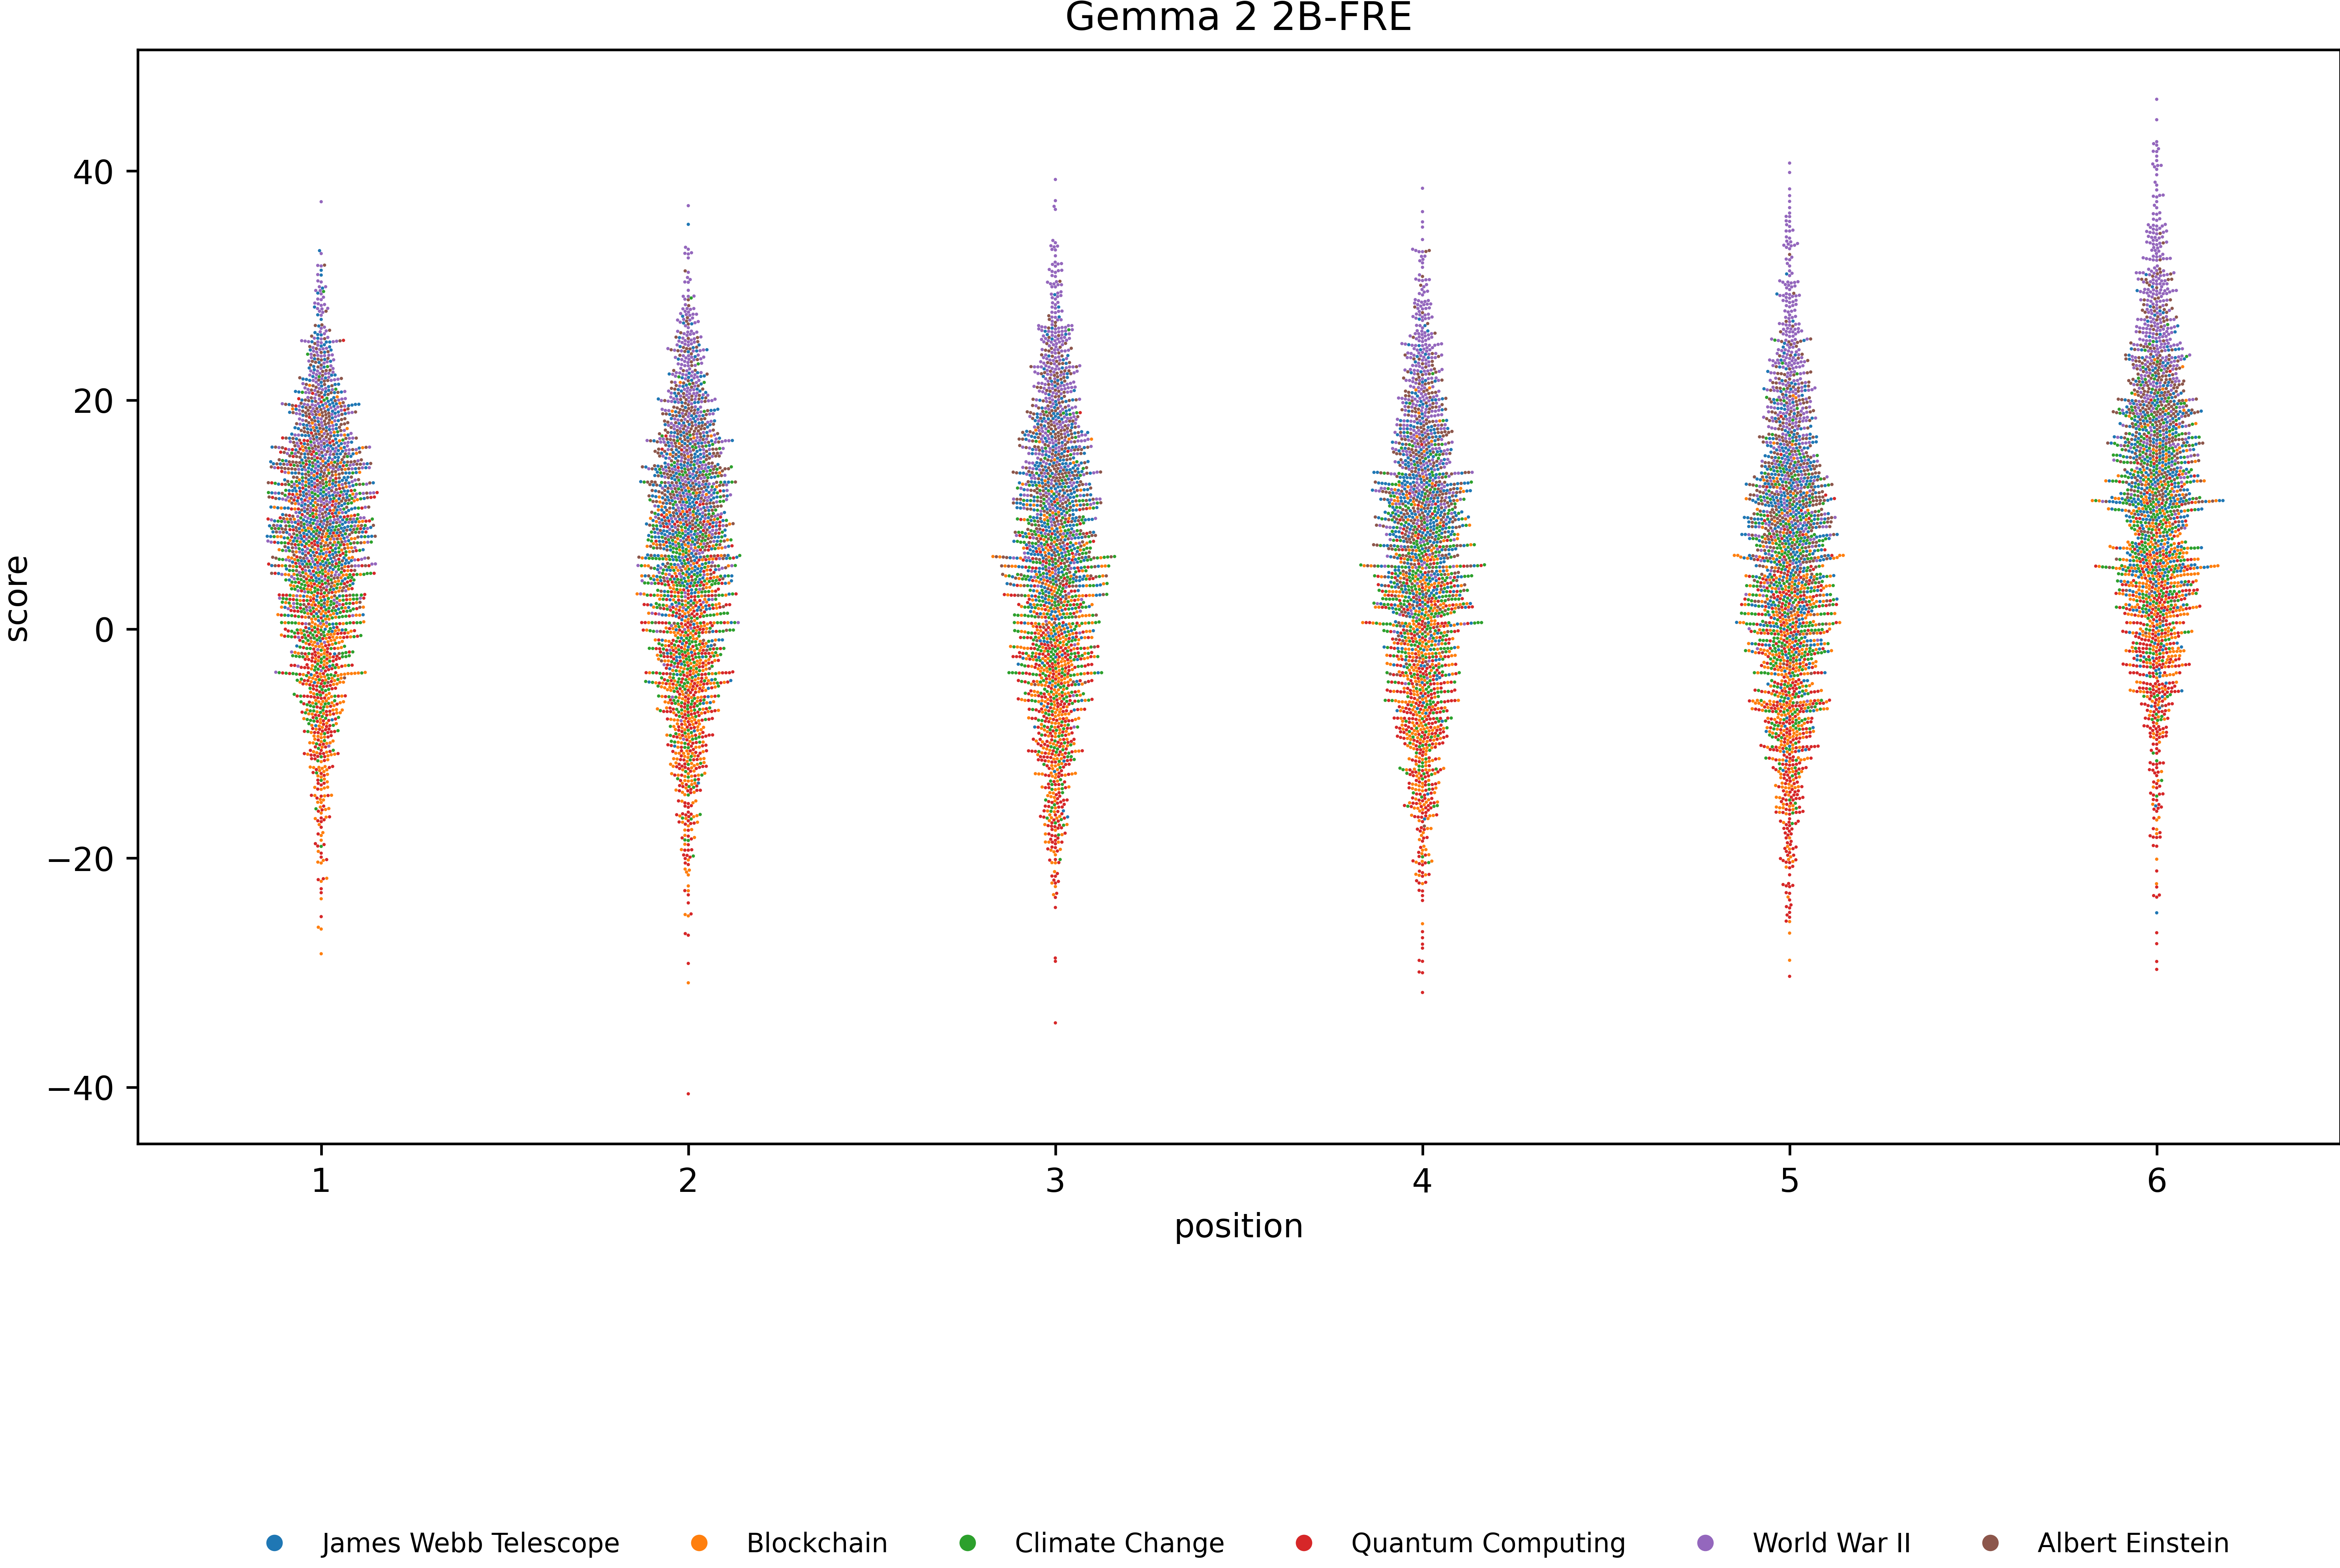 Gemma 2 2B-FRE
score
40
20
0
−20
−40
1 2 3 4 5 6
position
James Webb Telescope Blockchain Climate Change Quantum Computing World War II Albert Einstein